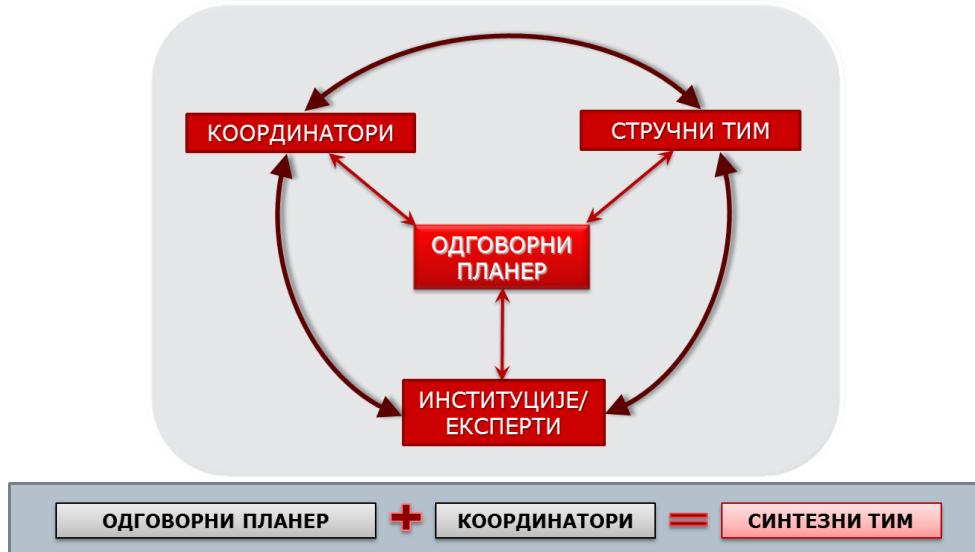 КООРДИНАТОРИ
СТРУЧНИ ТИМ
ОДГОВОРНИ
ПЛАНЕР
ИНСТИТУЦИЈЕ/
ЕКСПЕРТИ
ОДГОВОРНИ ПЛАНЕР + КООРДИНАТОРИ = СИНТЕЗНИ ТИМ